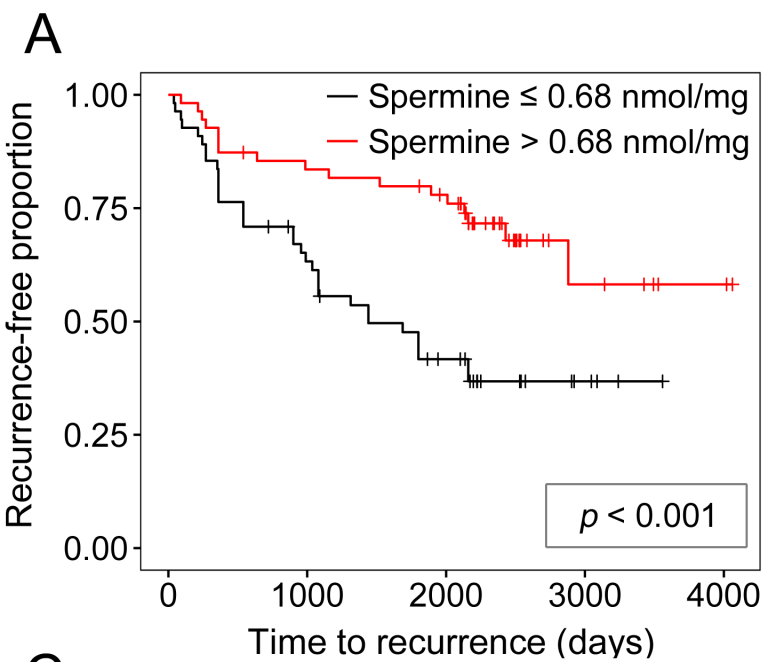 A
Recurrence-free proportion
1.00
0.75
0.50
0.25
0.00
Spermine ≤ 0.68 nmol/mg
Spermine > 0.68 nmol/mg
p < 0.001
0 1000 2000 3000 4000
Time to recurrence (days)